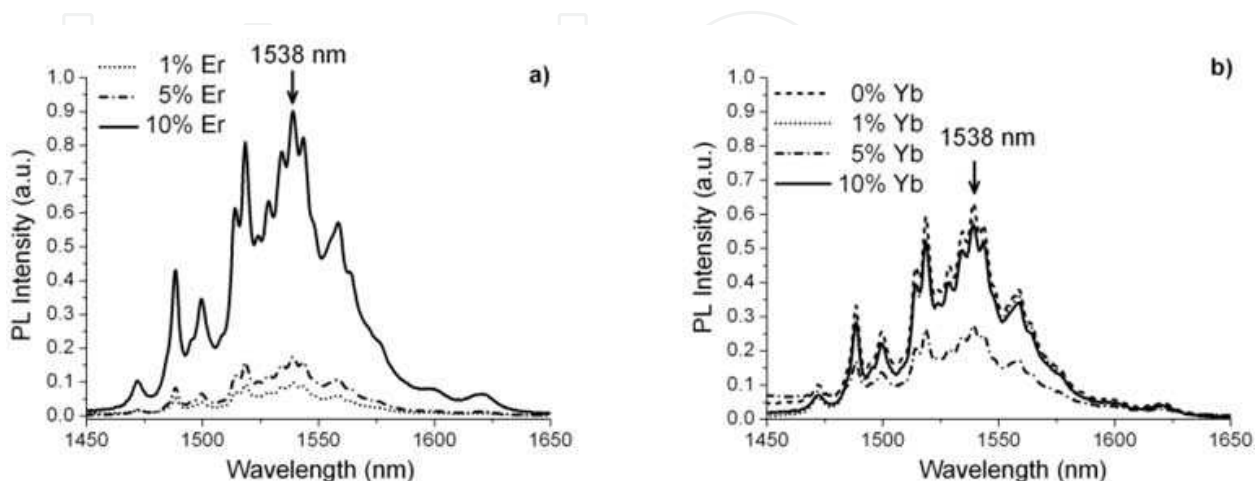 1538 nm
a)
1% Er
5% Er
10% Er
PL Intensity (a.u.)
1.0
0.9
0.8
0.7
0.6
0.5
0.4
0.3
0.2
0.1
0.0
1450 1500 1550 1600 1650
Wavelength (nm)
b)
0% Yb
1% Yb
5% Yb
10% Yb
1538 nm
PL Intensity (a.u.)
1.0
0.9
0.8
0.7
0.6
0.5
0.4
0.3
0.2
0.1
0.0
1450 1500 1550 1600 1650
Wavelength (nm)